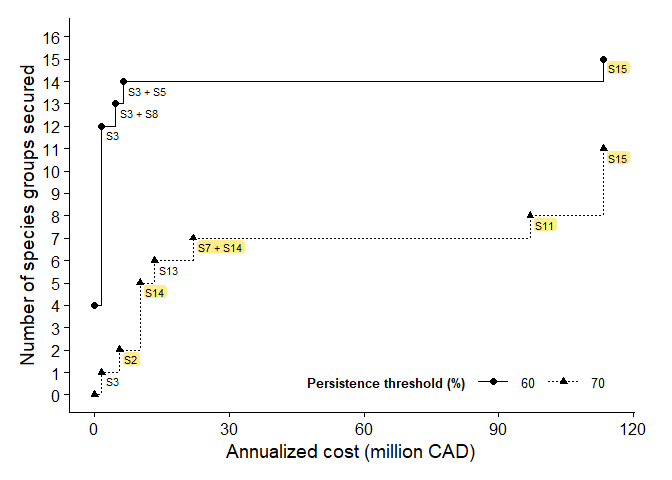 Number of species groups secured
16
15
14
13
12
11
10
9
8
7
6
5
4
3
2
1
0
S15
S3 + S5
S3 + S8
S3
S15
S11
S7 + S14
S13
S14
S2
S3
Persistence threshold (%) 60 70
0 30 60 90 120
Annualized cost (million CAD)